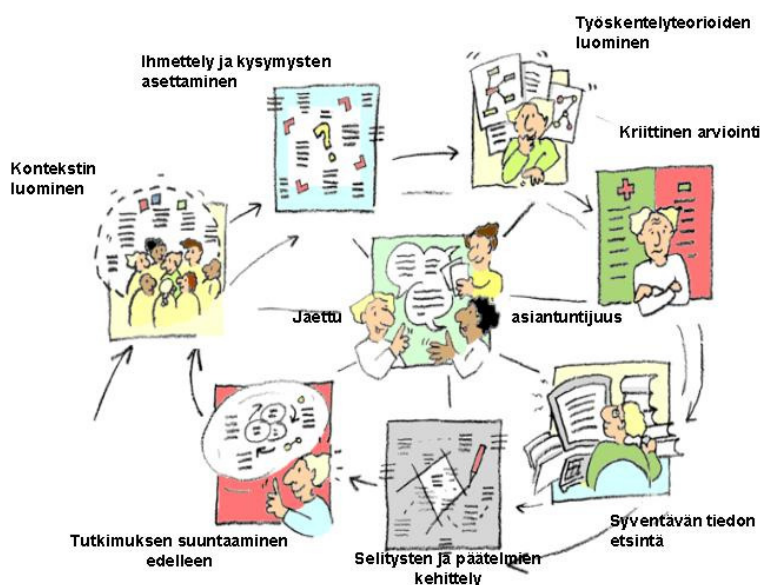 Työskentelyteorioiden
luominen
Ihmettely ja kysymysten
asettaminen
Kriittinen arviointi
Kontekstin
luominen
?
Jaettu asiantuntijuus
Syventävän tiedon
etsintä
Tutkimuksen suuntaaminen
edelleen
Selitysten ja päätelmien
kehittely